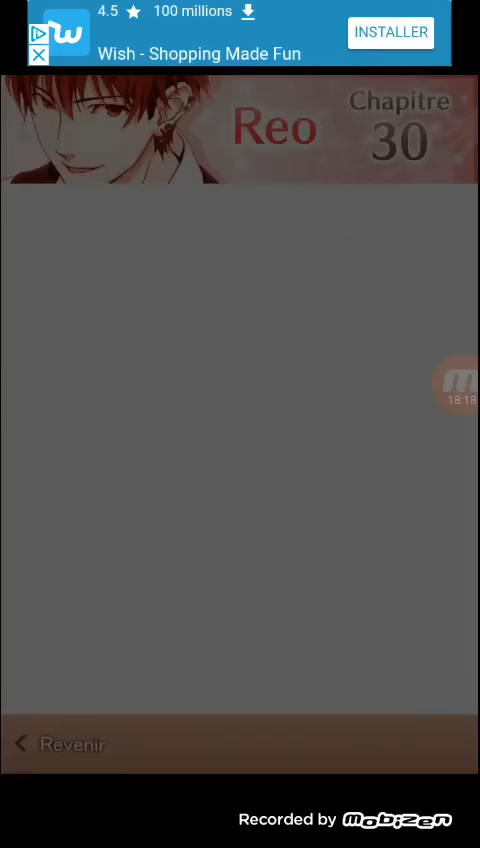 4.5 100 millions
Wish - Shopping Made Fun
INSTALLER
Reo
Chapitre
30
18:18
Revenir
Recorded by Mobizen